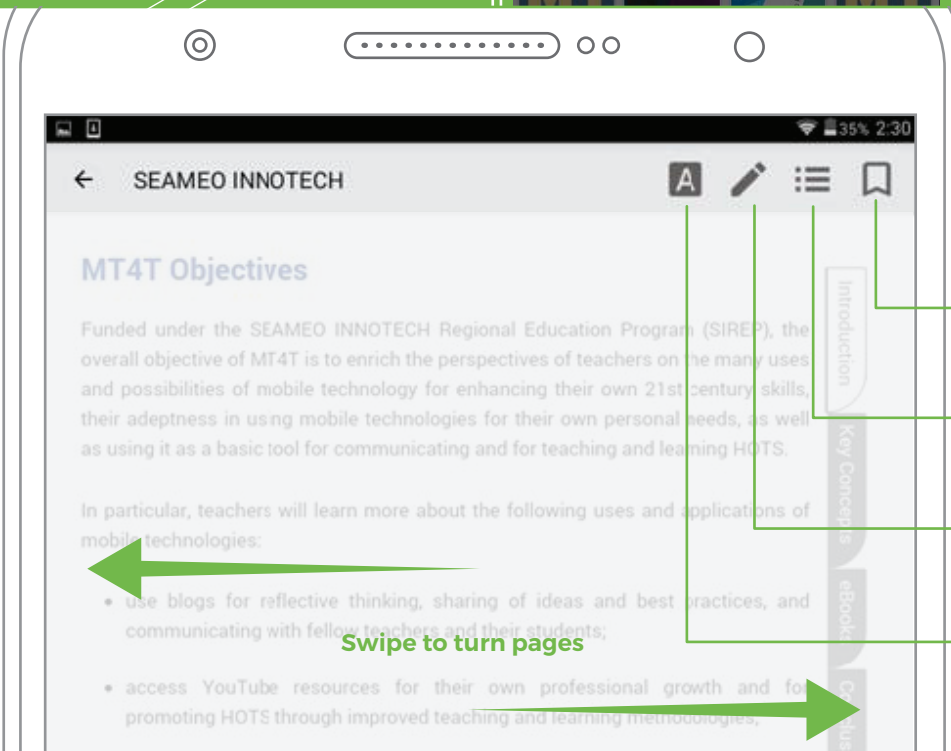 35% 2:30
SEAMEO INNOTECH
A
MT4T Objectives
Funded under the SEAMEO INNOTECH Regional Education Program (SIREP), the
overall objective of MT4T is to enrich the perspectives of teachers on the many uses
and possibilities of mobile technology for enhancing their own 21st century skills,
their adeptness in using mobile technologies for their own personal needs, as well
as using it as a basic tool for communicating and for teaching and learning HOTS.
In particular, teachers will learn more about the following uses and applications of
mobile technologies:
• use blogs for reflective thinking, sharing of ideas and best practices, and
communicating with fellow teachers and their students;
Swipe to turn pages
• access YouTube resources for their own professional growth and for
promoting HOTS through improved teaching and learning methodologies;
Introduction
Key Concepts
eBooks